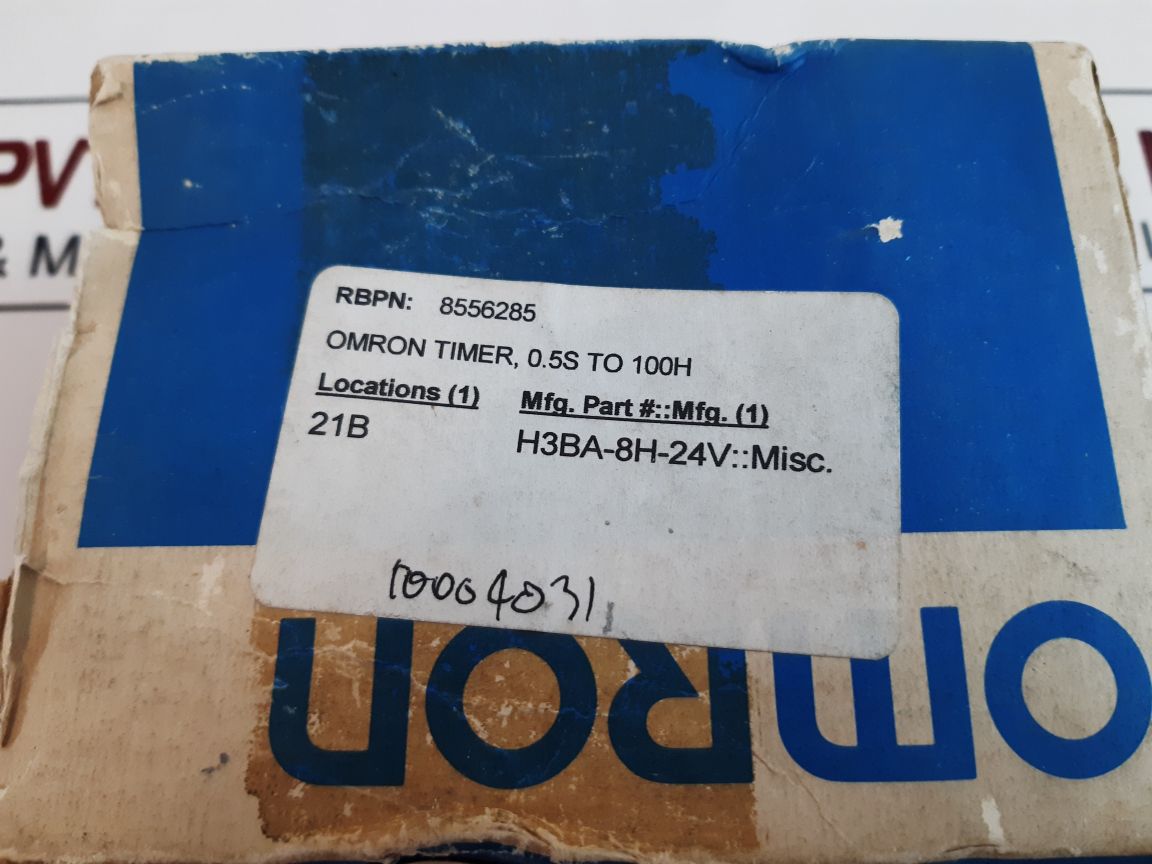 PV
& M
RBPN: 8556285
OMRON TIMER, 0.5S TO 100H
Locations (1) Mfg. Part #::Mfg. (1)
21B H3BA-8H-24V::Misc.
10004031
OMRON